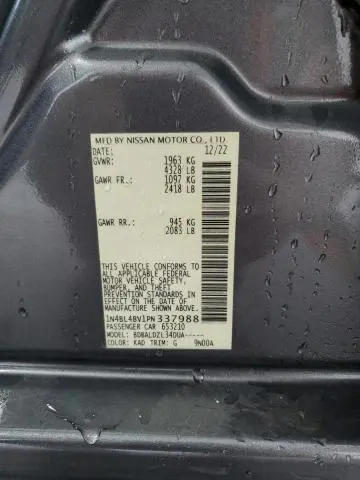 MFD BY NISSAN MOTOR CO., LTD.
DATE: 12/22
GVWR: 1963 KG
4328 LB
GAWR FR.: 1097 KG
2418 LB
GAWR RR.: 945 KG
2083 LB
THIS VEHICLE CONFORMS TO
ALL APPLICABLE FEDERAL
MOTOR VEHICLE SAFETY,
BUMPER, AND THEFT
PREVENTION STANDARDS
IN EFFECT ON THE DATE OF
MANUFACTURE SHOWN ABOVE.
1N4BL4BV1PN337988
PASSENGER CAR 653210
MODEL: BDBALDZL34DUA-----
COLOR: KAD TRIM: G 9N00A